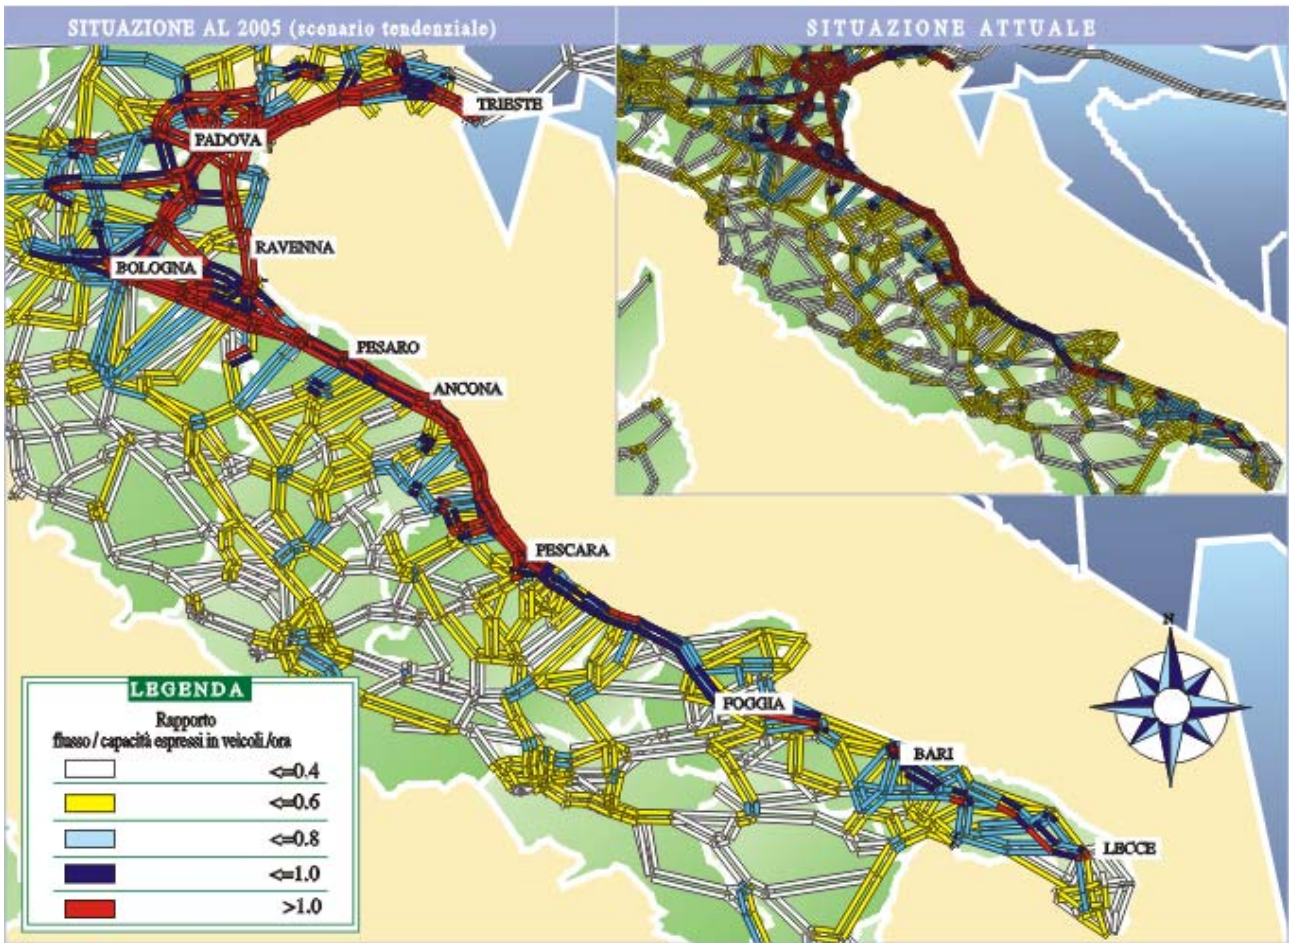 SITUAZIONE AL 2005 (scenario tendenziale)
SITUAZIONE ATTUALE
TRIESTE
PADOVA
RAVENNA
BOLOGNA
PESARO
ANCONA
PESCARA
N
FOGGIA
BARI
LECCE
LEGENDA
Rapporto
flusso / capacità espressi in veicoli /ora
<=0.4
<=0.6
<=0.8
<=1.0
>1.0